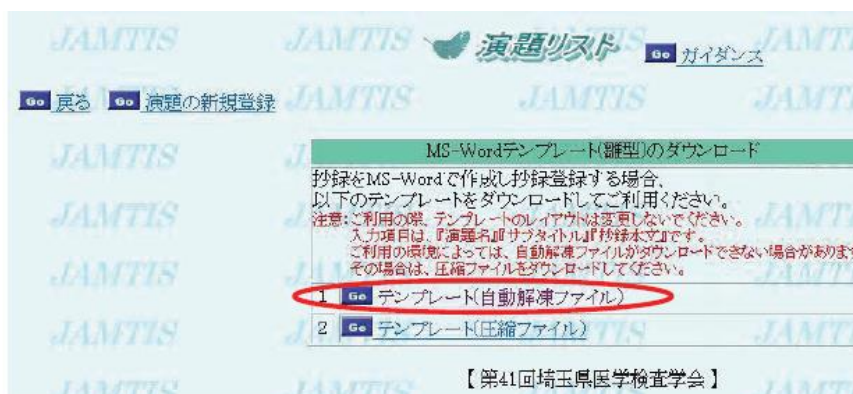 演題リスト
Go ガイダンス
Go 戻る Go 演題の新規登録
MS-Wordテンプレート(雛型)のダウンロード
抄録をMS-Wordで作成し抄録登録する場合、
以下のテンプレートをダウンロードしてご利用ください。
注意:ご利用の際、テンプレートのレイアウトは変更しないでください。
入力項目は、『演題名』『サブタイトル』『抄録本文』です。
ご利用の環境によっては、自動解凍ファイルがダウンロードできない場合があります
その場合は、圧縮ファイルをダウンロードしてください。
1 Go テンプレート(自動解凍ファイル)
2 Go テンプレート(圧縮ファイル)
【第41回埼玉県医学検査学会】
JAMTIS